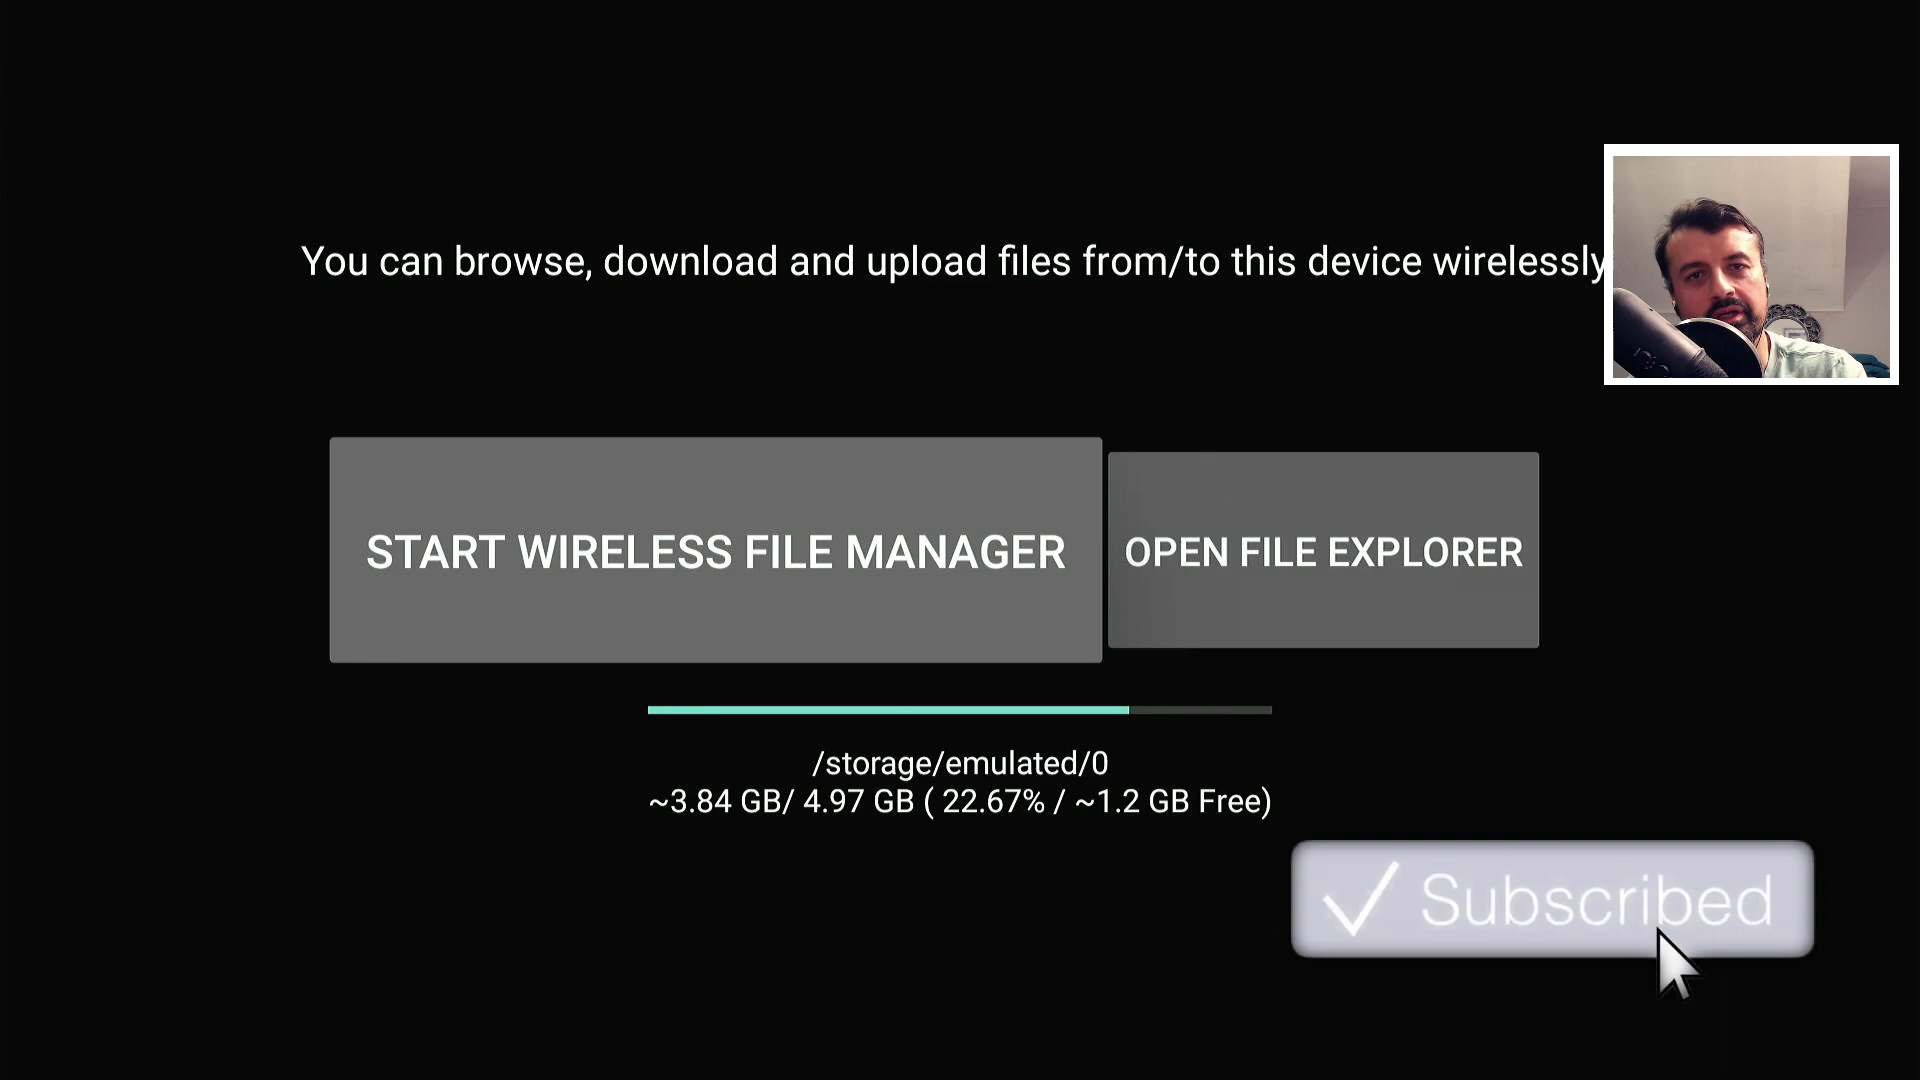 You can browse, download and upload files from/to this device wirelessly
START WIRELESS FILE MANAGER
OPEN FILE EXPLORER
/storage/emulated/0
~3.84 GB/ 4.97 GB ( 22.67% / ~1.2 GB Free)
Subscribed